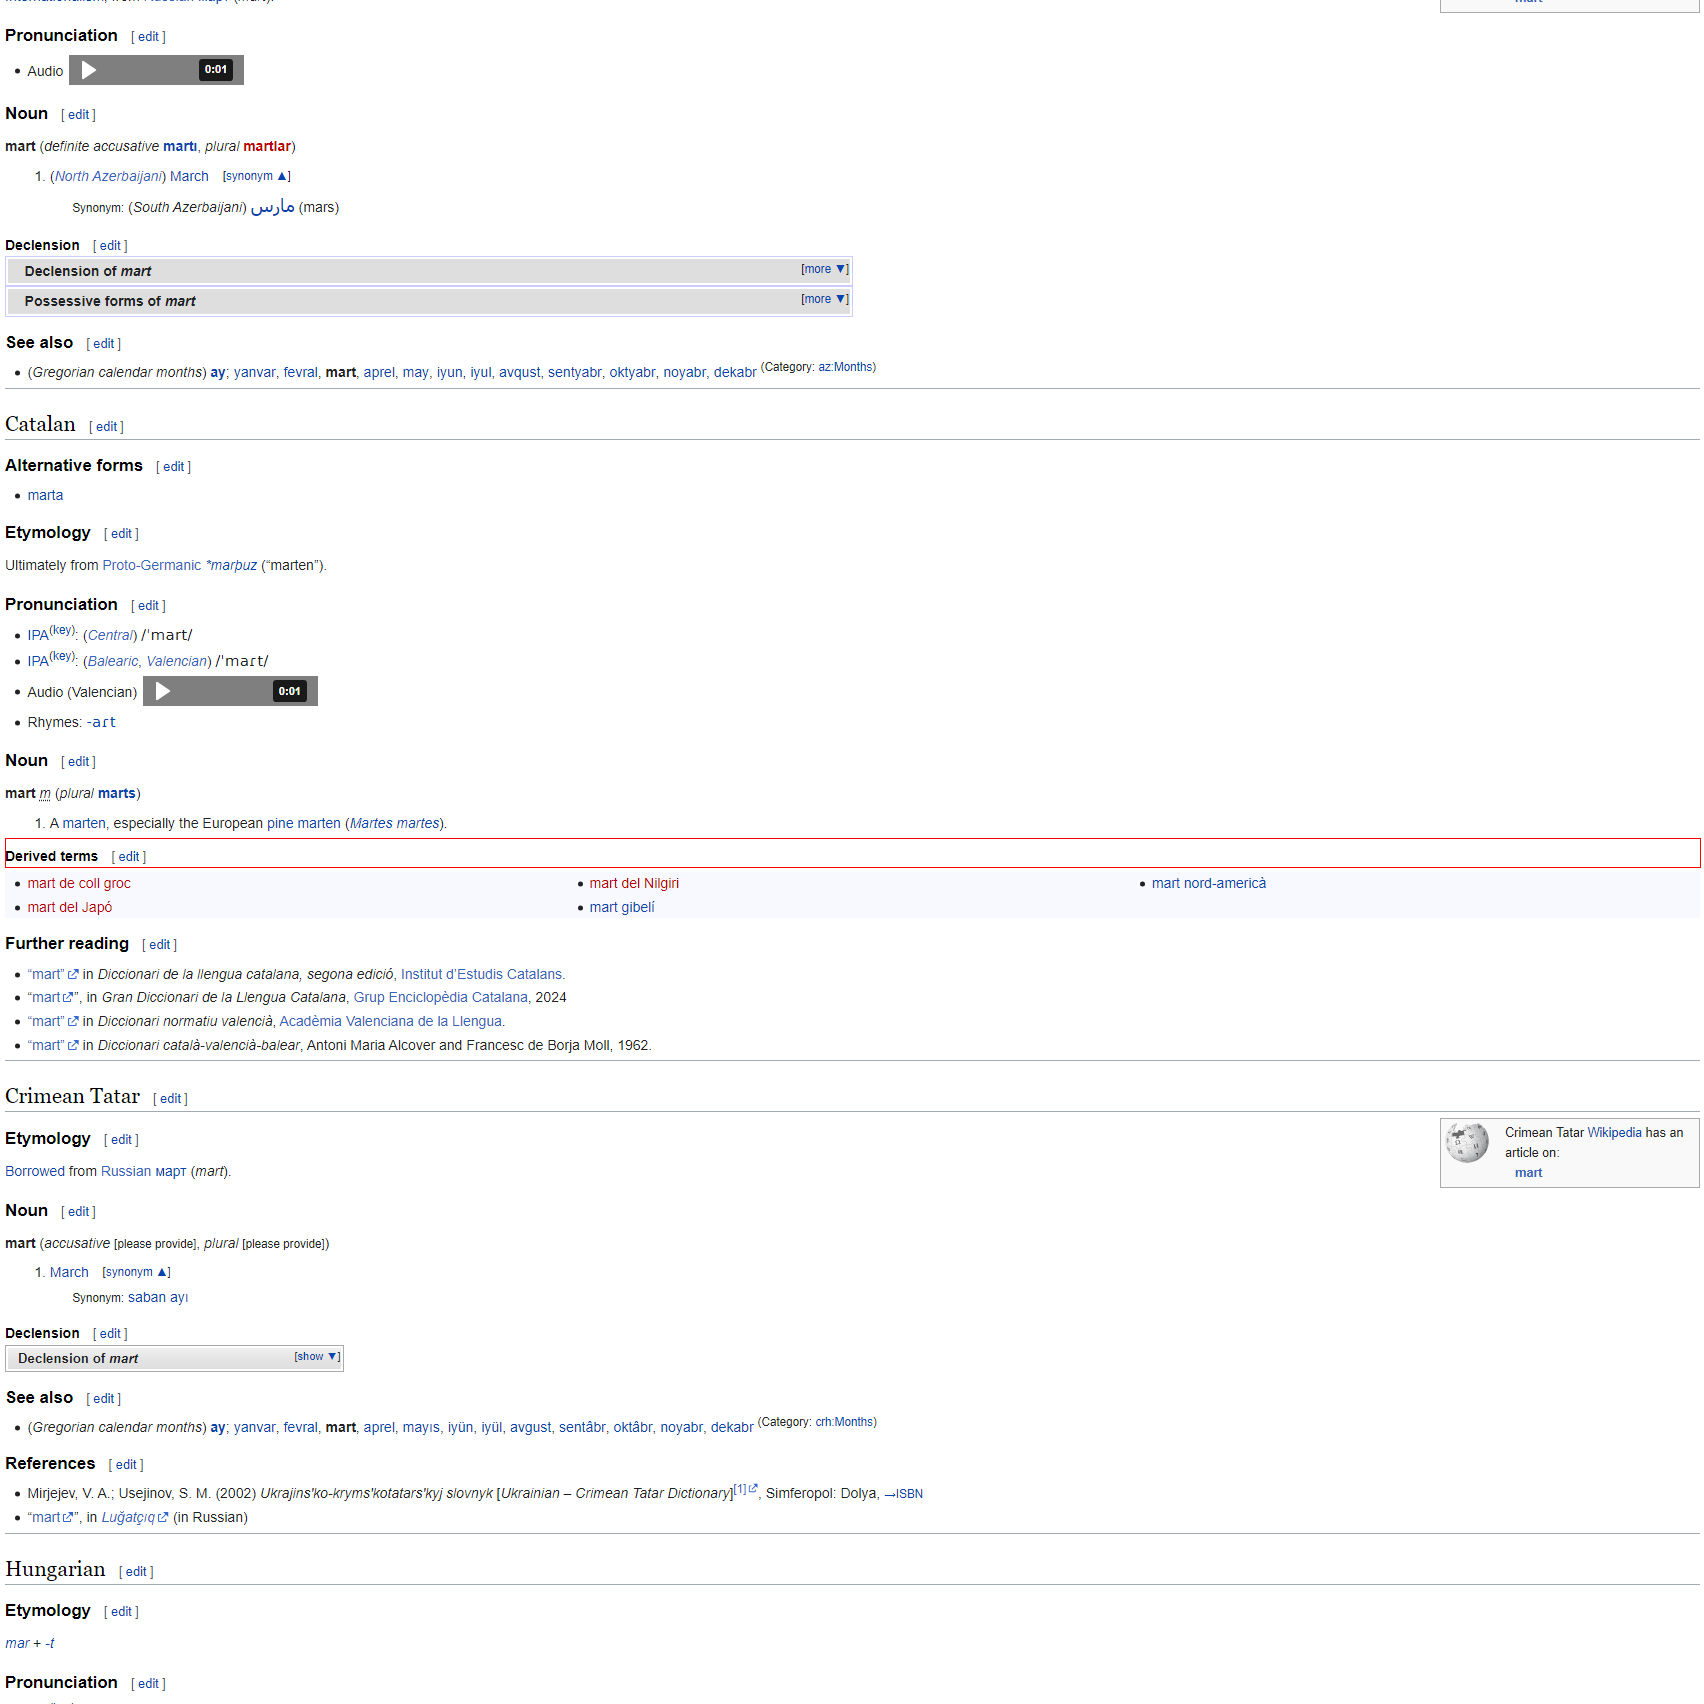 mart
Pronunciation [ edit ]
Audio 0:01
Noun [ edit ]
mart (definite accusative martı, plural martlar)
1. (North Azerbaijani) March [synonym ▲]
Synonym: (South Azerbaijani) مارس (mars)
Declension [ edit ]
Declension of mart [more ▼]
Possessive forms of mart [more ▼]
See also [ edit ]
(Gregorian calendar months) ay; yanvar, fevral, mart, aprel, may, iyun, iyul, avqust, sentyabr, oktyabr, noyabr, dekabr (Category: az:Months)
Catalan [ edit ]
Alternative forms [ edit ]
marta
Etymology [ edit ]
Ultimately from Proto-Germanic *marþuz (“marten”).
Pronunciation [ edit ]
IPA(key): (Central) /ˈmart/
IPA(key): (Balearic, Valencian) /ˈmaɾt/
Audio (Valencian) 0:01
Rhymes: -aɾt
Noun [ edit ]
mart m (plural marts)
1. A marten, especially the European pine marten (Martes martes).
Derived terms [ edit ]
mart de coll groc
mart del Japó
mart del Nilgiri
mart gibelí
mart nord-americà
Further reading [ edit ]
“mart” in Diccionari de la llengua catalana, segona edició, Institut d’Estudis Catalans.
“mart”, in Gran Diccionari de la Llengua Catalana, Grup Enciclopèdia Catalana, 2024
“mart” in Diccionari normatiu valencià, Acadèmia Valenciana de la Llengua.
“mart” in Diccionari català-valencià-balear, Antoni Maria Alcover and Francesc de Borja Moll, 1962.
Crimean Tatar [ edit ]
Crimean Tatar Wikipedia has an
article on:
mart
Etymology [ edit ]
Borrowed from Russian март (mart).
Noun [ edit ]
mart (accusative [please provide], plural [please provide])
1. March [synonym ▲]
Synonym: saban ayı
Declension [ edit ]
Declension of mart [show ▼]
See also [ edit ]
(Gregorian calendar months) ay; yanvar, fevral, mart, aprel, mayıs, iyün, iyül, avgust, sentâbr, oktâbr, noyabr, dekabr (Category: crh:Months)
References [ edit ]
Mirjejev, V. A.; Usejinov, S. M. (2002) Ukrajinsʹko-krymsʹkotatarsʹkyj slovnyk [Ukrainian – Crimean Tatar Dictionary][1], Simferopol: Dolya, →ISBN
“mart”, in Luğatçıq (in Russian)
Hungarian [ edit ]
Etymology [ edit ]
mar + -t
Pronunciation [ edit ]